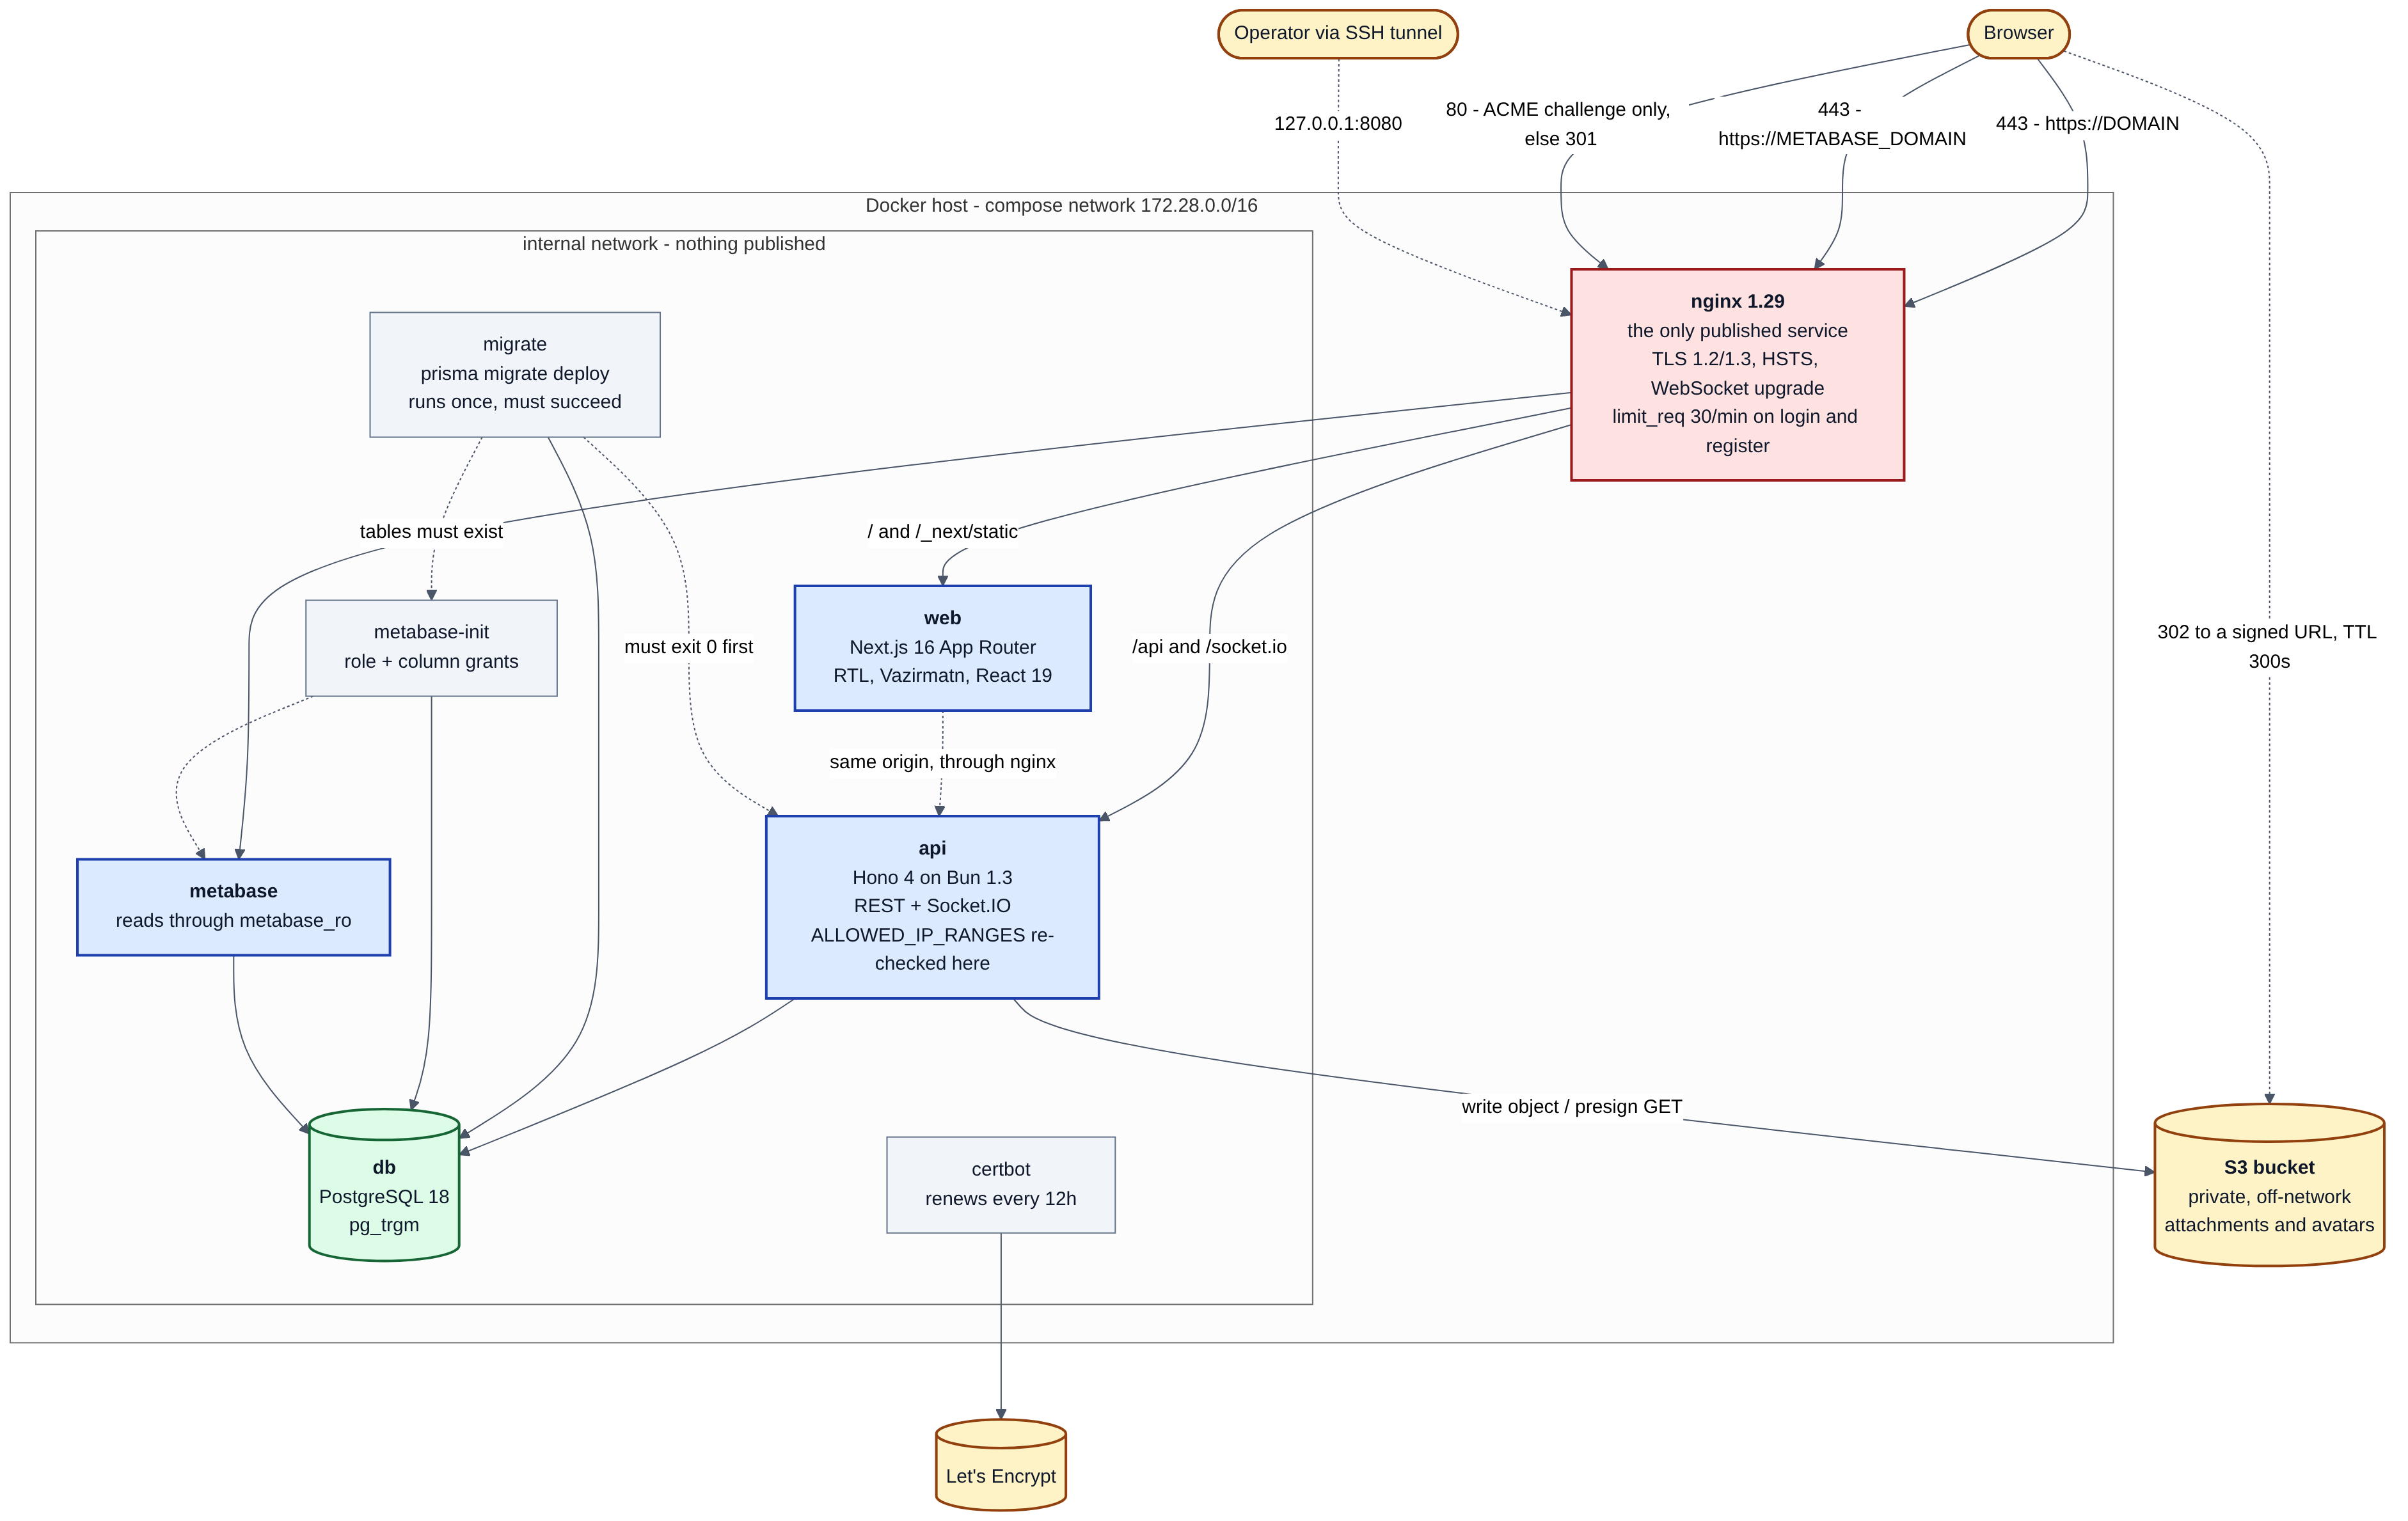 Operator via SSH tunnel
Browser
127.0.0.1:8080
80 - ACME challenge only,
else 301
443 -
https://METABASE_DOMAIN
443 - https://DOMAIN
Docker host - compose network 172.28.0.0/16
internal network - nothing published
nginx 1.29
the only published service
TLS 1.2/1.3, HSTS,
WebSocket upgrade
limit_req 30/min on login and
register
migrate
prisma migrate deploy
runs once, must succeed
tables must exist
/ and /_next/static
metabase-init
role + column grants
must exit 0 first
web
Next.js 16 App Router
RTL, Vazirmatn, React 19
/api and /socket.io
302 to a signed URL, TTL
300s
same origin, through nginx
metabase
reads through metabase_ro
api
Hono 4 on Bun 1.3
REST + Socket.IO
ALLOWED_IP_RANGES re-
checked here
write object / presign GET
db
PostgreSQL 18
pg_trgm
certbot
renews every 12h
S3 bucket
private, off-network
attachments and avatars
Let's Encrypt